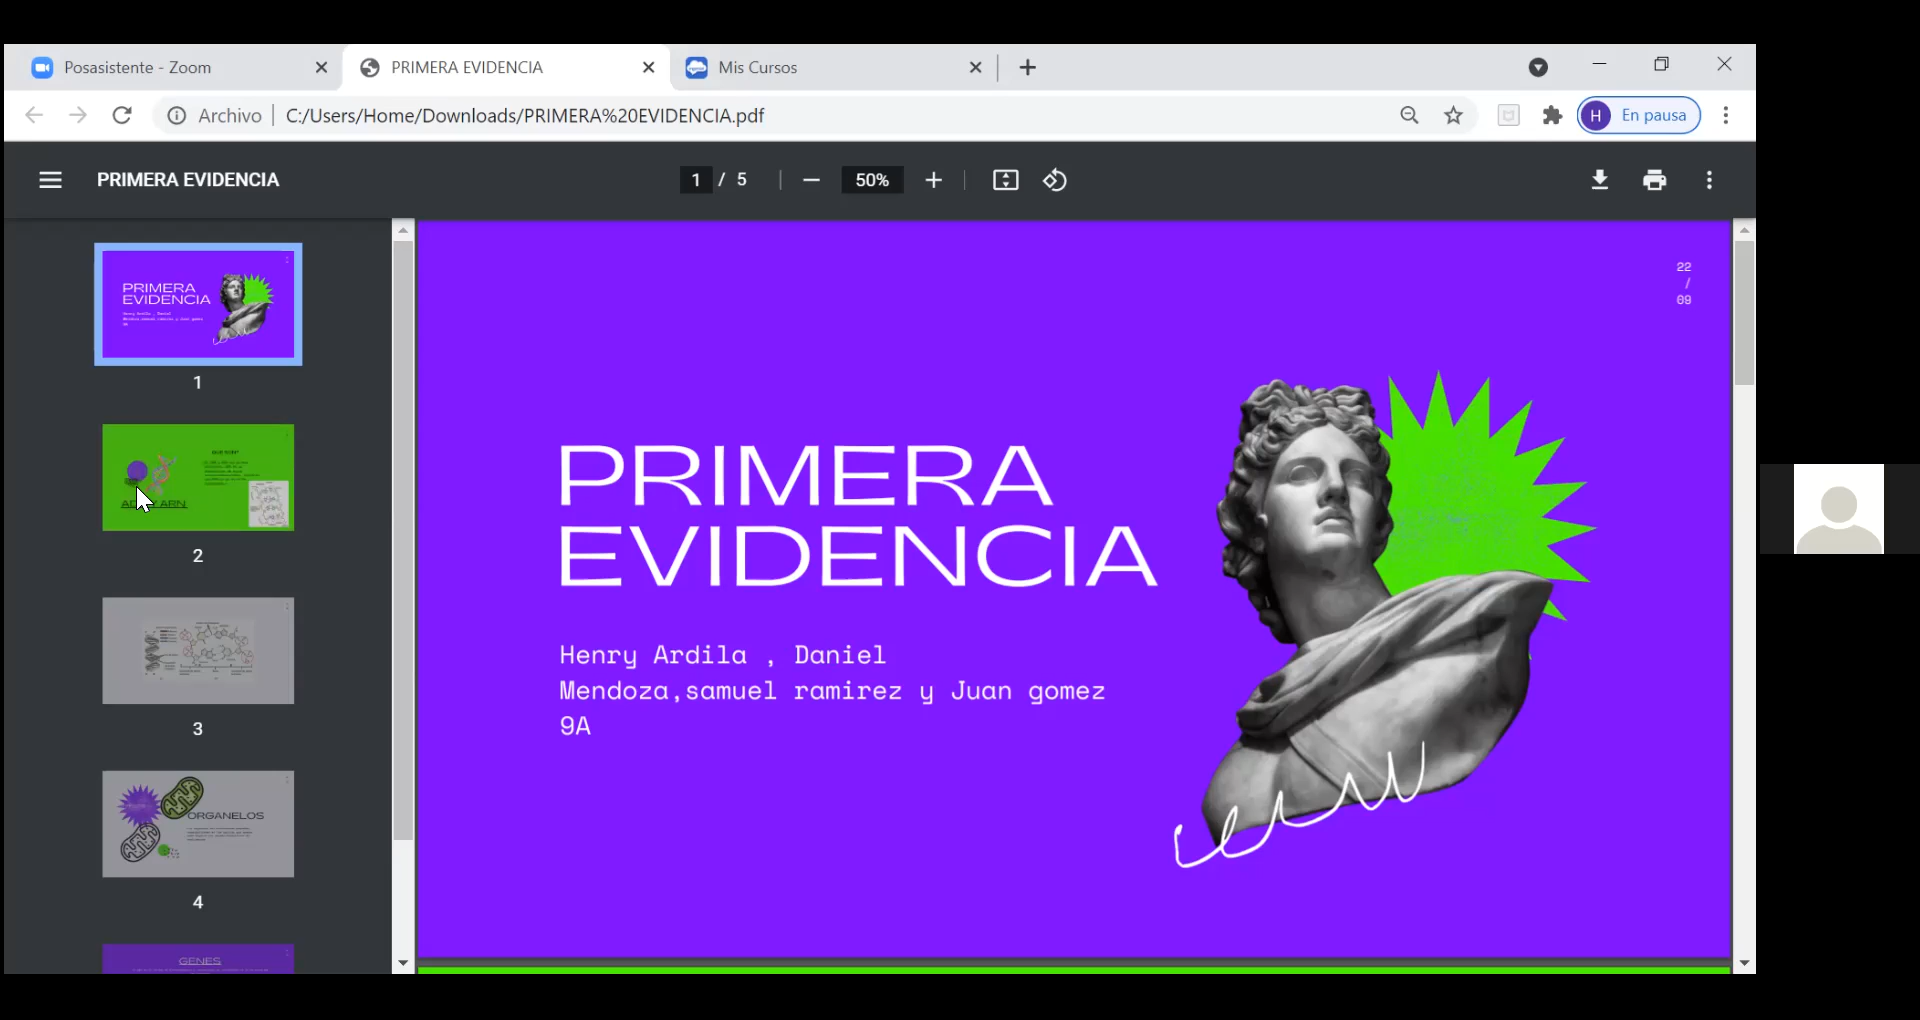 Posasistente - Zoom
PRIMERA EVIDENCIA
Mis Cursos
Archivo
C:/Users/Home/Downloads/PRIMERA%20EVIDENCIA.pdf
H
En pausa
PRIMERA EVIDENCIA
1 / 5
50%
PRIMERA
EVIDENCIA
1
2
3
ORGANELOS
4
GENES
22
/
09
PRIMERA
EVIDENCIA
Henry Ardila , Daniel
Mendoza,samuel ramirez y Juan gomez
9A